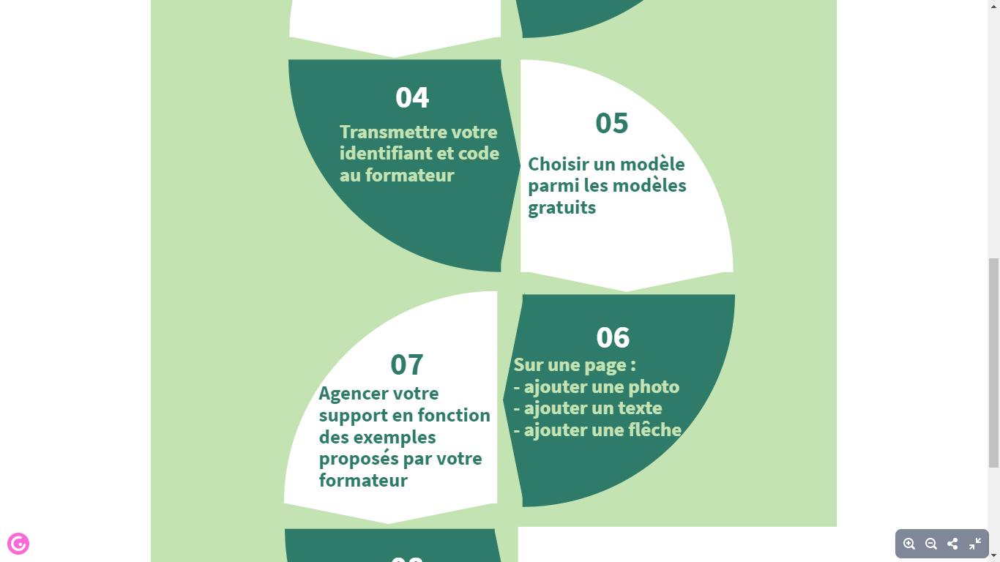 04
Transmettre votre
identifiant et code
au formateur
05
Choisir un modèle
parmi les modèles
gratuits
06
Sur une page :
- ajouter une photo
- ajouter un texte
- ajouter une flêche
07
Agencer votre
support en fonction
des exemples
proposés par votre
formateur